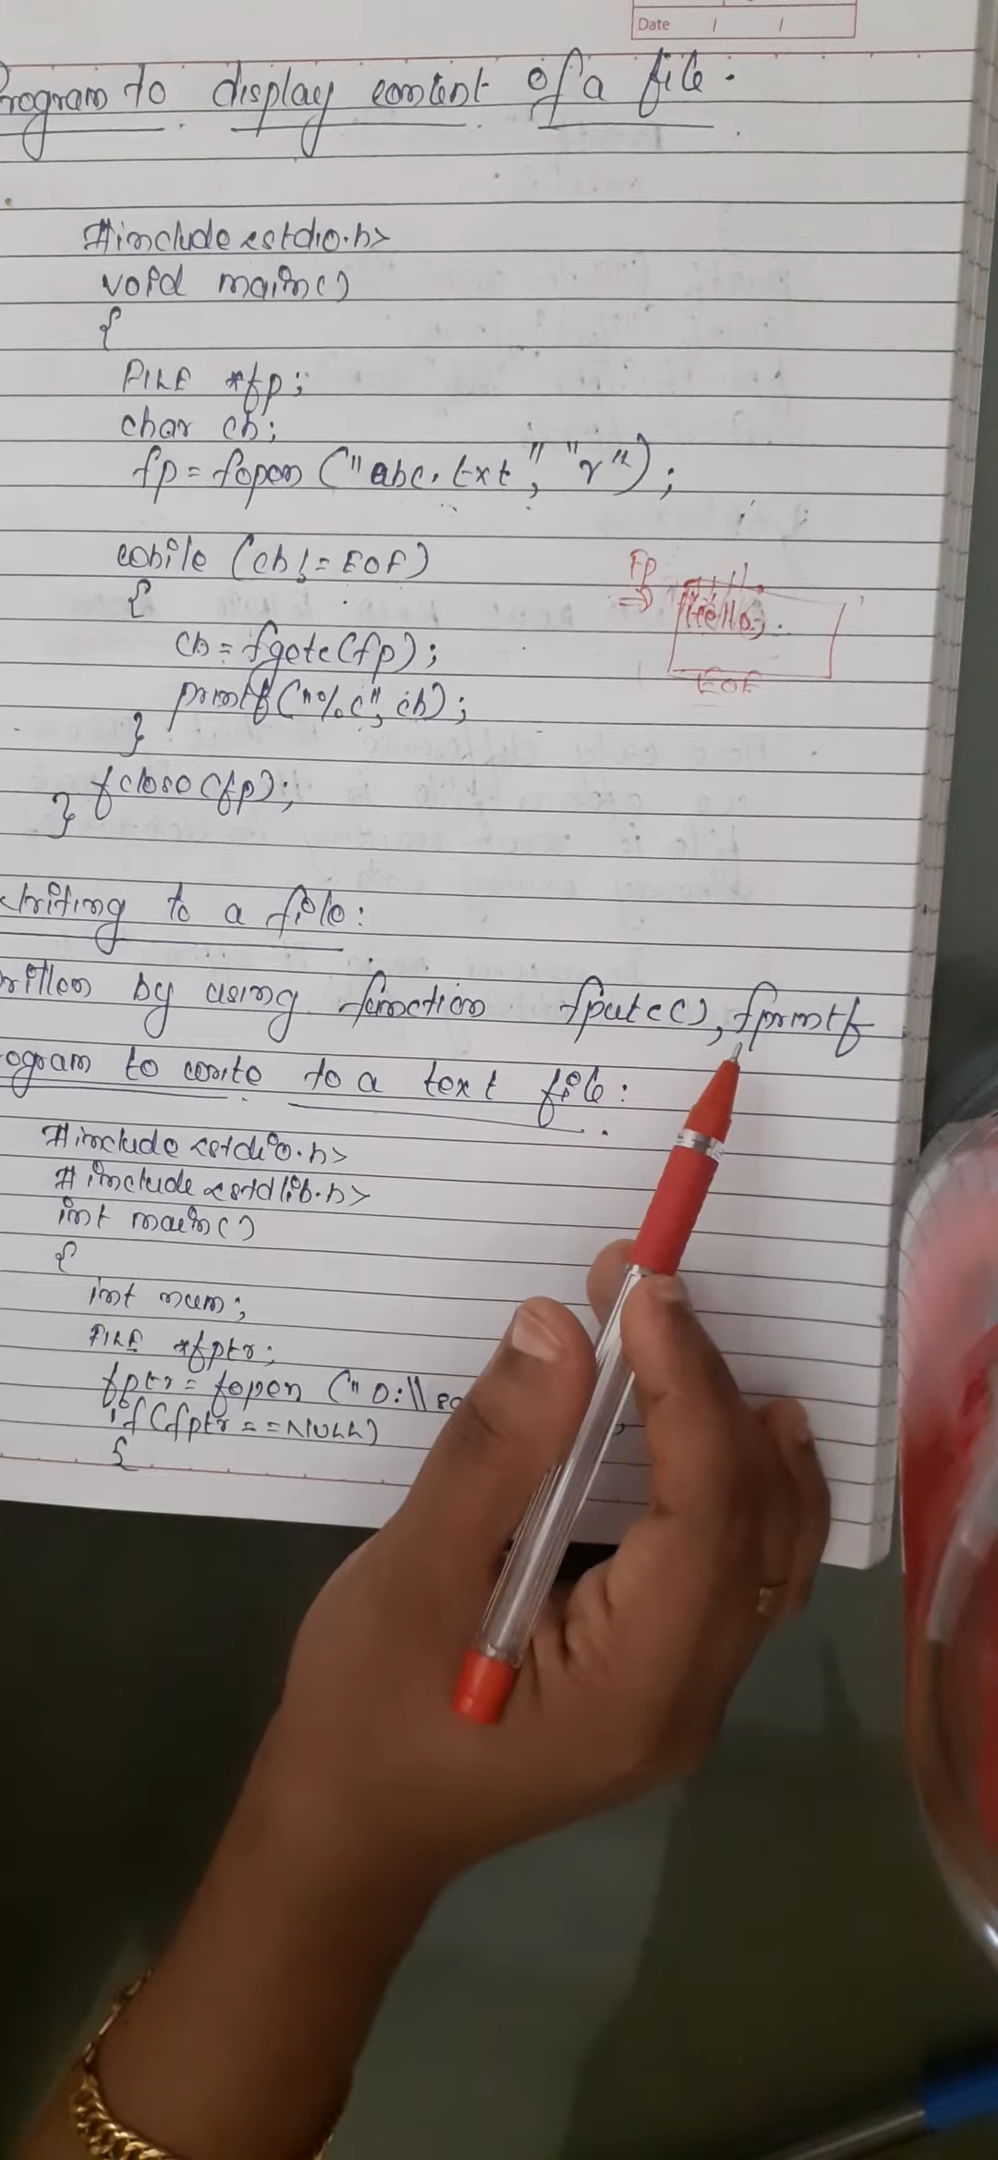 Date / /
rogram to display content of a file.
#include <stdio.h>
void main()
{
FILE *fp;
char ch;
fp = fopen ("abc.txt", "r");
while (ch != EOF)
{
Fp
⇒
Hello,
EOF
ch = fgetc(fp);
printf("%c", ch);
}
fclose(fp);
}
writing to a file:
ritten by using function fputc(), fprintf
ogram to write to a text file:
#include <stdio.h>
#include <stdlib.h>
int main()
{
int num;
FILE *fptr;
fptr = fopen ("D:\\
if(fptr == NULL)
{